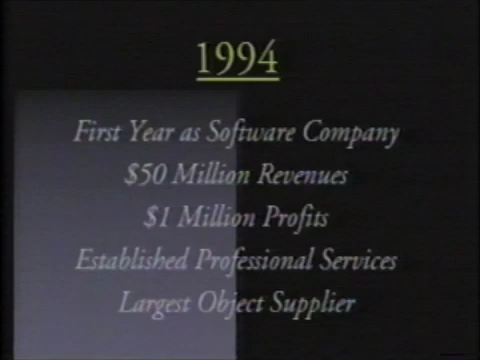 1994
First Year as Software Company
$50 Million Revenues
$1 Million Profits
Established Professional Services
Largest Object Supplier